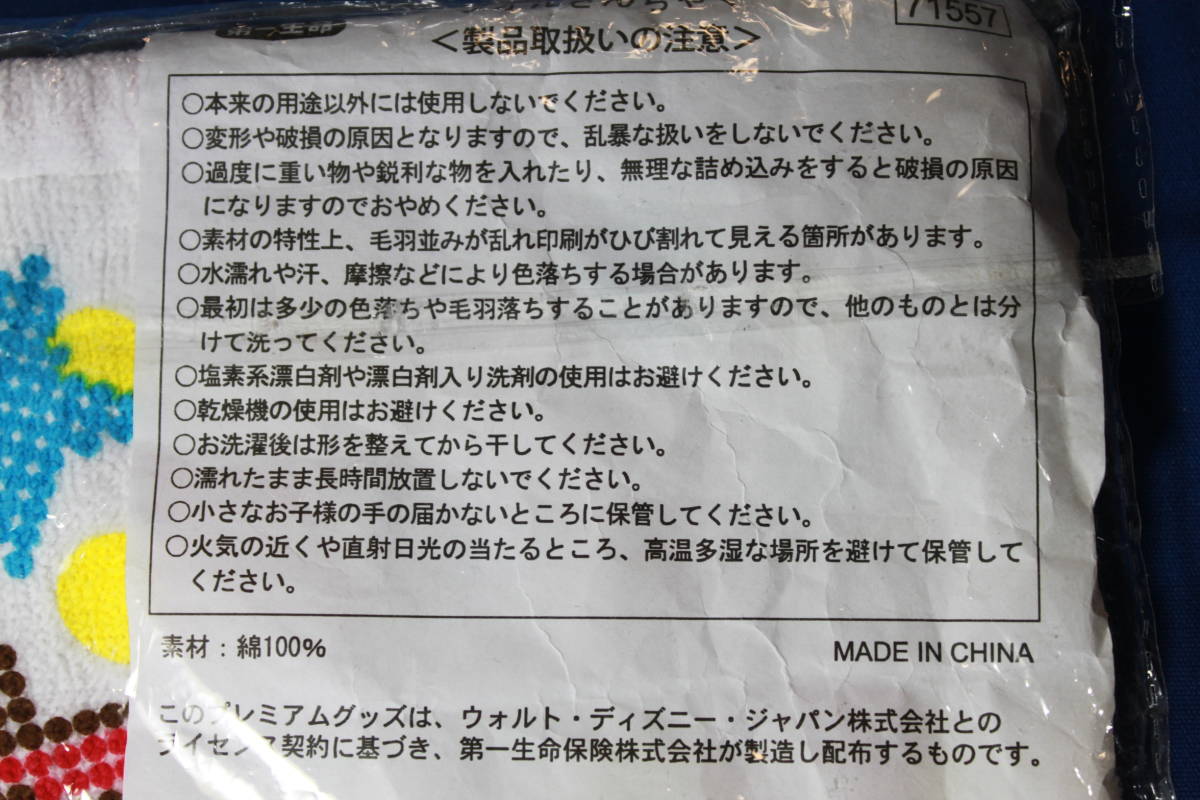 第一生命
71557
＜製品取扱いの注意＞
○本来の用途以外には使用しないでください。
○変形や破損の原因となりますので、乱暴な扱いをしないでください。
○過度に重い物や鋭利な物を入れたり、無理な詰め込みをすると破損の原因
になりますのでおやめください。
○素材の特性上、毛羽並みが乱れ印刷がひび割れて見える箇所があります。
○水濡れや汗、摩擦などにより色落ちする場合があります。
○最初は多少の色落ちや毛羽落ちすることがありますので、他のものとは分
けて洗ってください。
○塩素系漂白剤や漂白剤入り洗剤の使用はお避けください。
○乾燥機の使用はお避けください。
○お洗濯後は形を整えてから干してください。
○濡れたまま長時間放置しないでください。
○小さなお子様の手の届かないところに保管してください。
○火気の近くや直射日光の当たるところ、高温多湿な場所を避けて保管して
ください。
素材：綿100%
MADE IN CHINA
このプレミアムグッズは、ウォルト・ディズニー・ジャパン株式会社との
ライセンス契約に基づき、第一生命保険株式会社が製造し配布するものです。